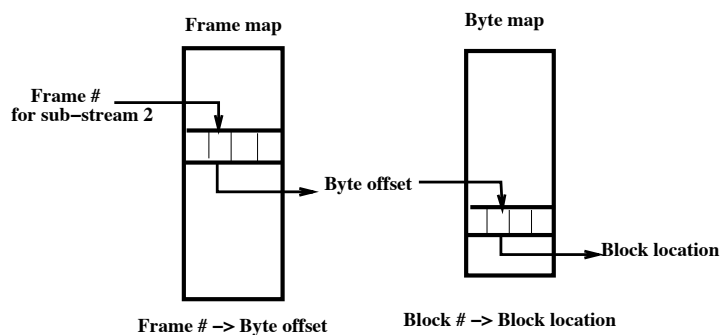 Frame map
Byte map
Frame #
for sub−stream 2
Byte offset
Block location
Frame # −> Byte offset
Block # −> Block location